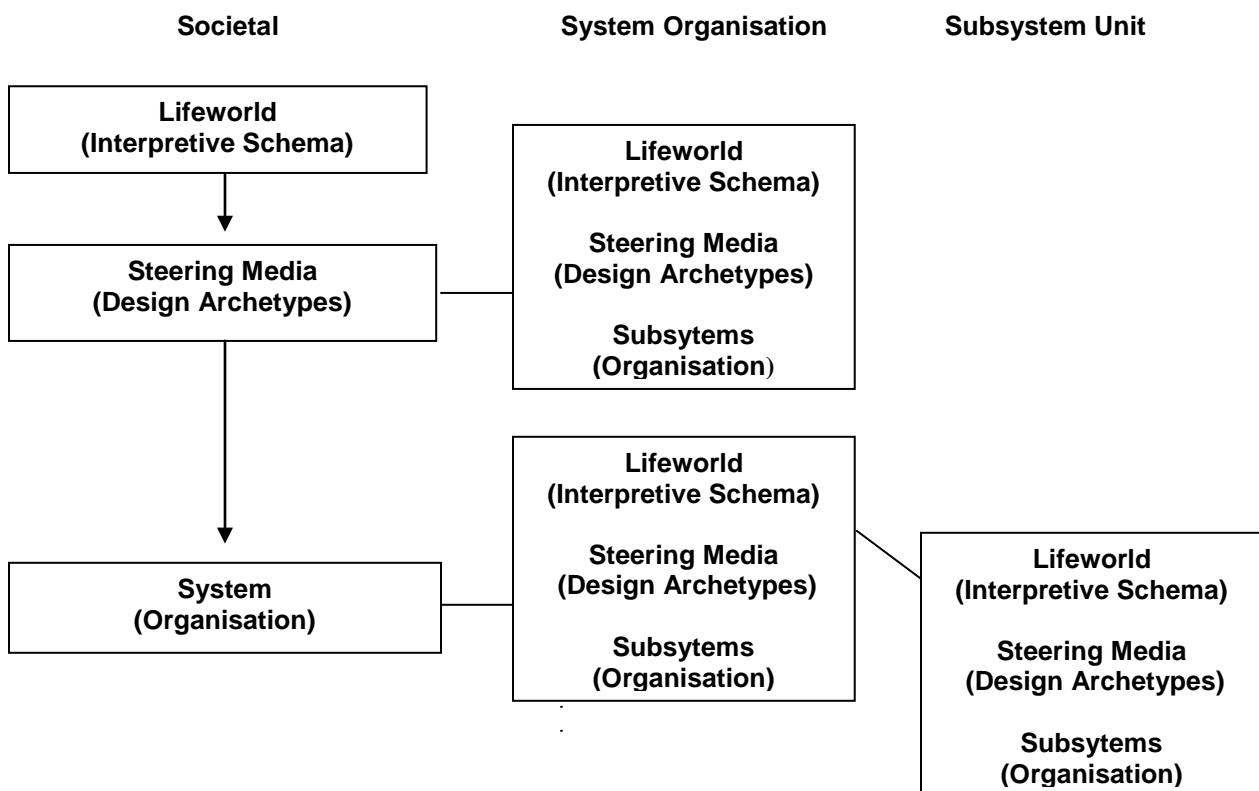 Societal
System Organisation
Subsystem Unit
Lifeworld
(Interpretive Schema)
Steering Media
(Design Archetypes)
System
(Organisation)
Lifeworld
(Interpretive Schema)
Steering Media
(Design Archetypes)
Subsytems
(Organisation)
Lifeworld
(Interpretive Schema)
Steering Media
(Design Archetypes)
Subsytems
(Organisation)
Lifeworld
(Interpretive Schema)
Steering Media
(Design Archetypes)
Subsytems
(Organisation)